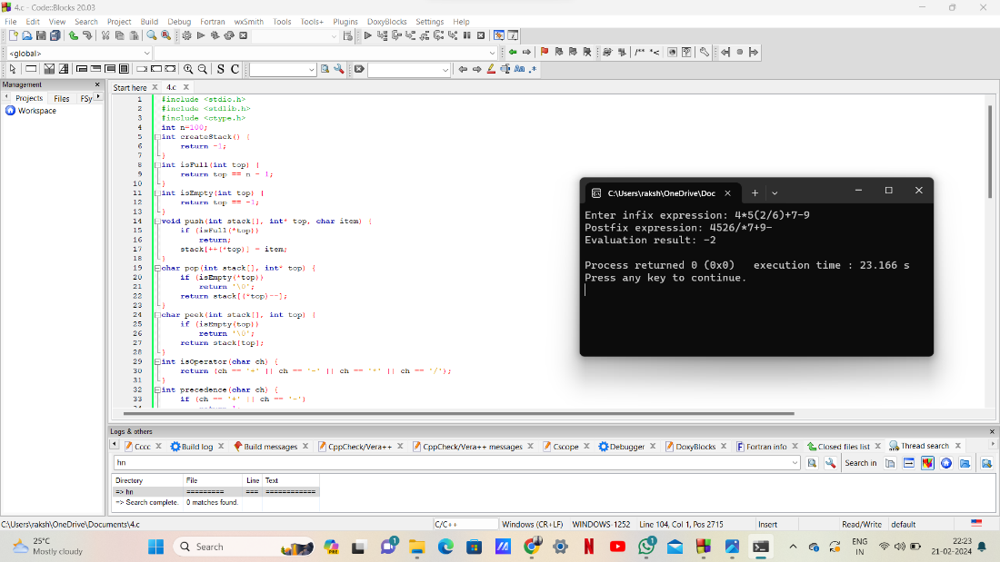 4.c - Code::Blocks 20.03
File Edit View Search Project Build Debug Fortran wxSmith Tools Tools+ Plugins DoxyBlocks Settings Help
<global>
/** *<
S C
Aa .*
Management
Projects Files FSy
Workspace
Start here 4.c
1 #include <stdio.h>
2 #include <stdlib.h>
3 #include <ctype.h>
4 int n=100;
5 int createStack() {
6 return -1;
7 }
8 int isFull(int top) {
9 return top == n - 1;
10 }
11 int isEmpty(int top) {
12 return top == -1;
13 }
14 void push(int stack[], int* top, char item) {
15 if (isFull(*top))
16 return;
17 stack[++(*top)] = item;
18 }
19 char pop(int stack[], int* top) {
20 if (isEmpty(*top))
21 return '\0';
22 return stack[(*top)--];
23 }
24 char peek(int stack[], int top) {
25 if (isEmpty(top))
26 return '\0';
27 return stack[top];
28 }
29 int isOperator(char ch) {
30 return (ch == '+' || ch == '-' || ch == '*' || ch == '/');
31 }
32 int precedence(char ch) {
33 if (ch == '+' || ch == '-')
C:\Users\raksh\OneDrive\Doc
Enter infix expression: 4*5(2/6)+7-9
Postfix expression: 4526/*7+9-
Evaluation result: -2
Process returned 0 (0x0) execution time : 23.166 s
Press any key to continue.
Logs & others
Cccc Build log Build messages CppCheck/Vera++ CppCheck/Vera++ messages Cscope Debugger DoxyBlocks Fortran info Closed files list Thread search
hn
Search in
Directory File Line Text
=> hn ========= === ============
=> Search complete. 0 matches found.
C:\Users\raksh\OneDrive\Documents\4.c C/C++ Windows (CR+LF) WINDOWS-1252 Line 104, Col 1, Pos 2715 Insert Read/Write default
25°C
Mostly cloudy
Search
PRE
1
1
ENG
IN
22:23
21-02-2024